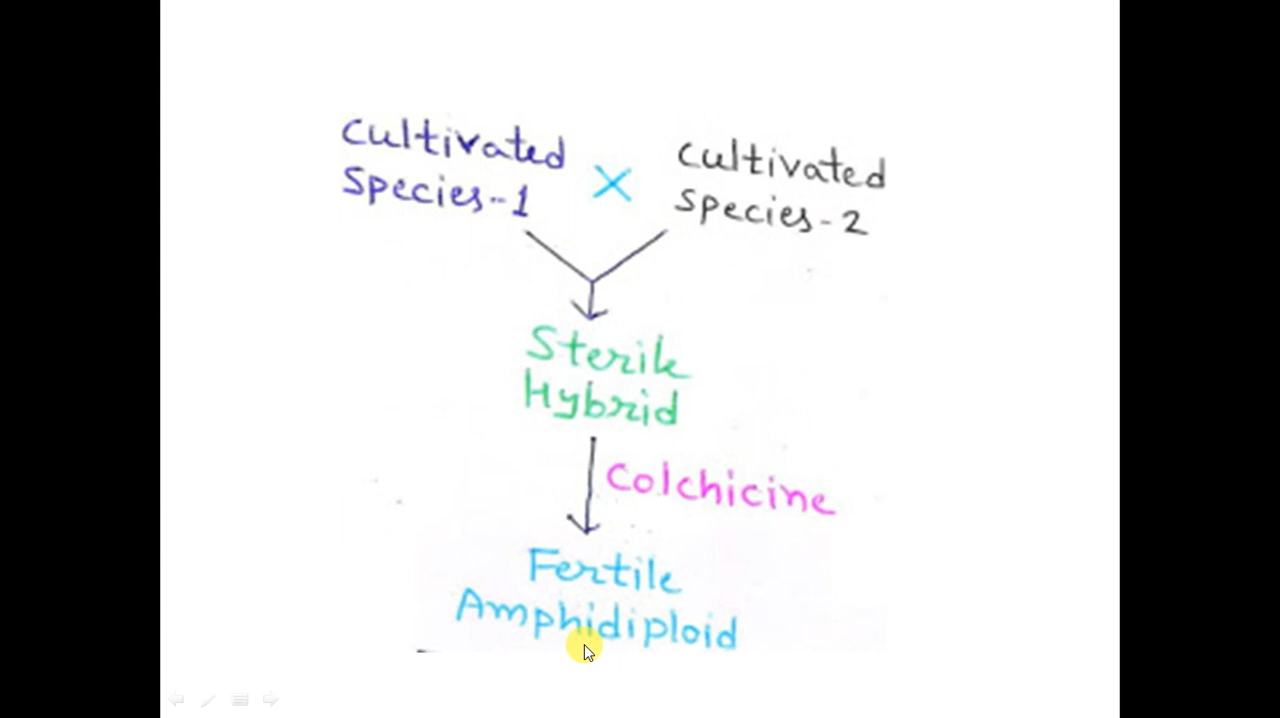 Cultivated
Species-1
X
Cultivated
Species-2
Sterile
Hybrid
Colchicine
Fertile
Amphidiploid